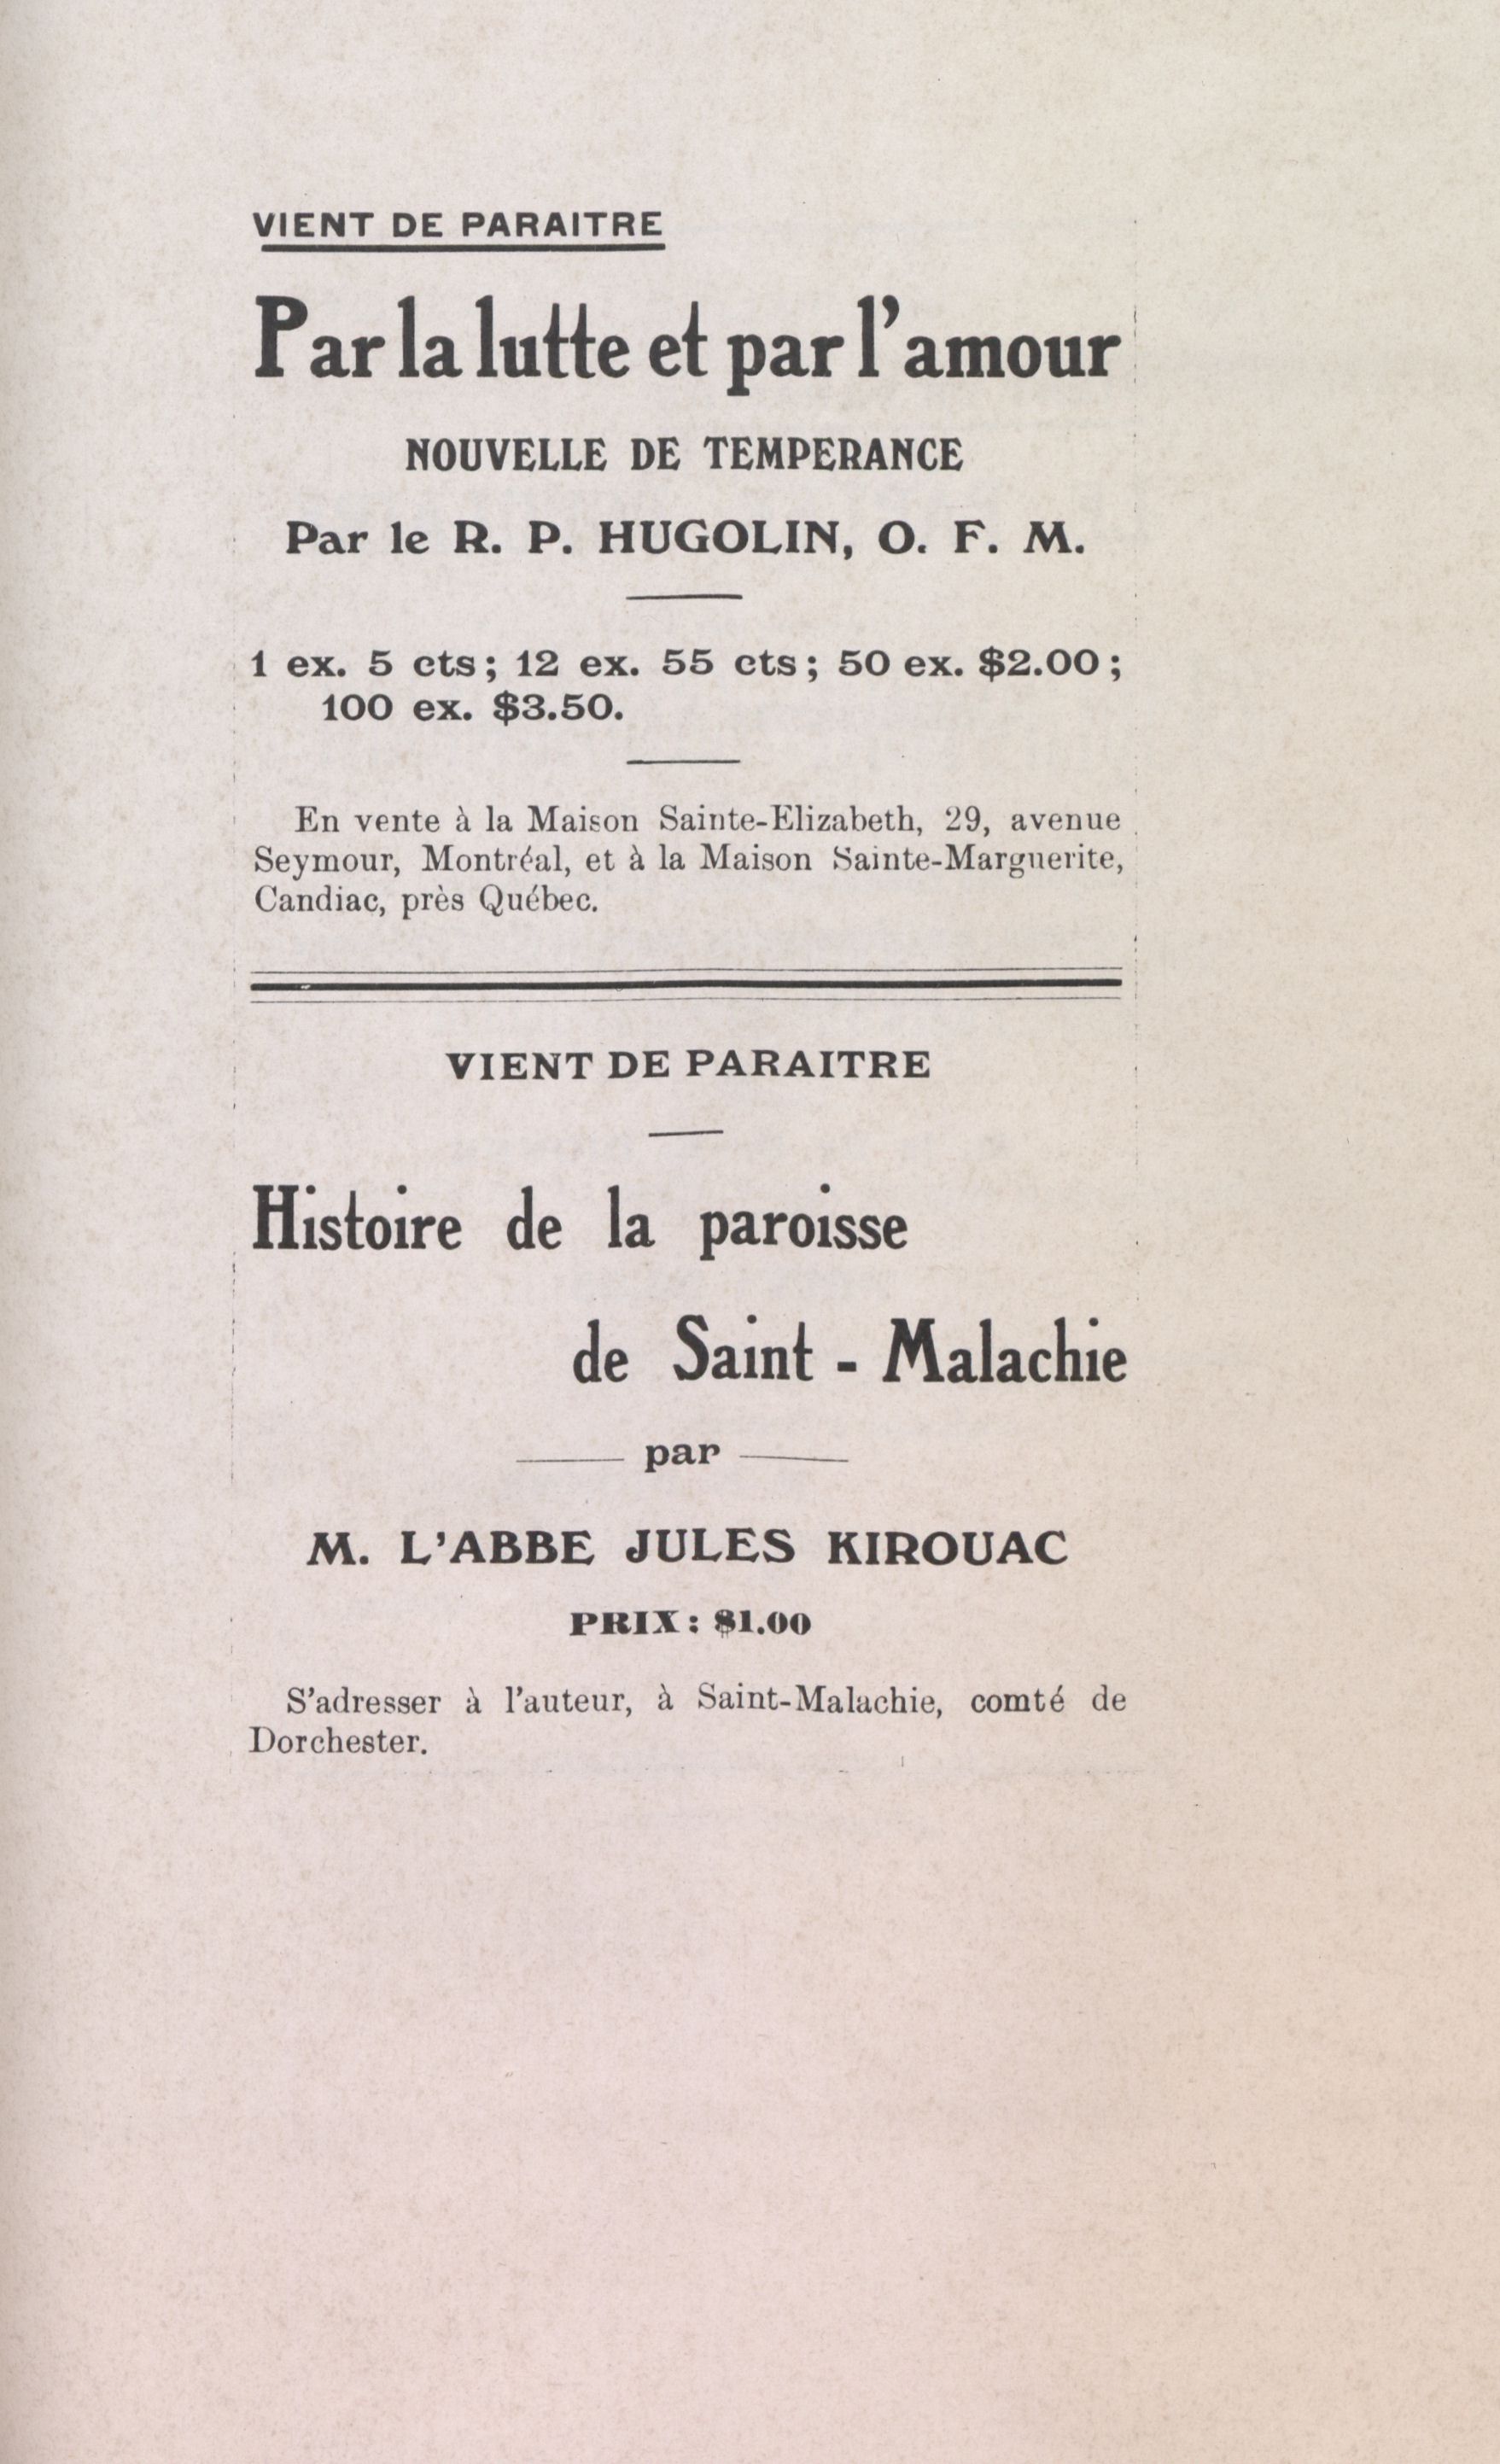 VIENT DE PARAITRE
Par la lutte et par l'amour
NOUVELLE DE TEMPERANCE
Par le R. P. HUGOLIN, O. F. M.
1 ex. 5 cts; 12 ex. 55 cts; 50 ex. $2.00;
100 ex. $3.50.
En vente à la Maison Sainte-Elizabeth, 29, avenue
Seymour, Montréal, et à la Maison Sainte-Marguerite,
Candiac, près Québec.
VIENT DE PARAITRE
Histoire de la paroisse
de Saint - Malachie
par
M. L'ABBE JULES KIROUAC
PRIX: $1.00
S'adresser à l'auteur, à Saint-Malachie, comté de
Dorchester.